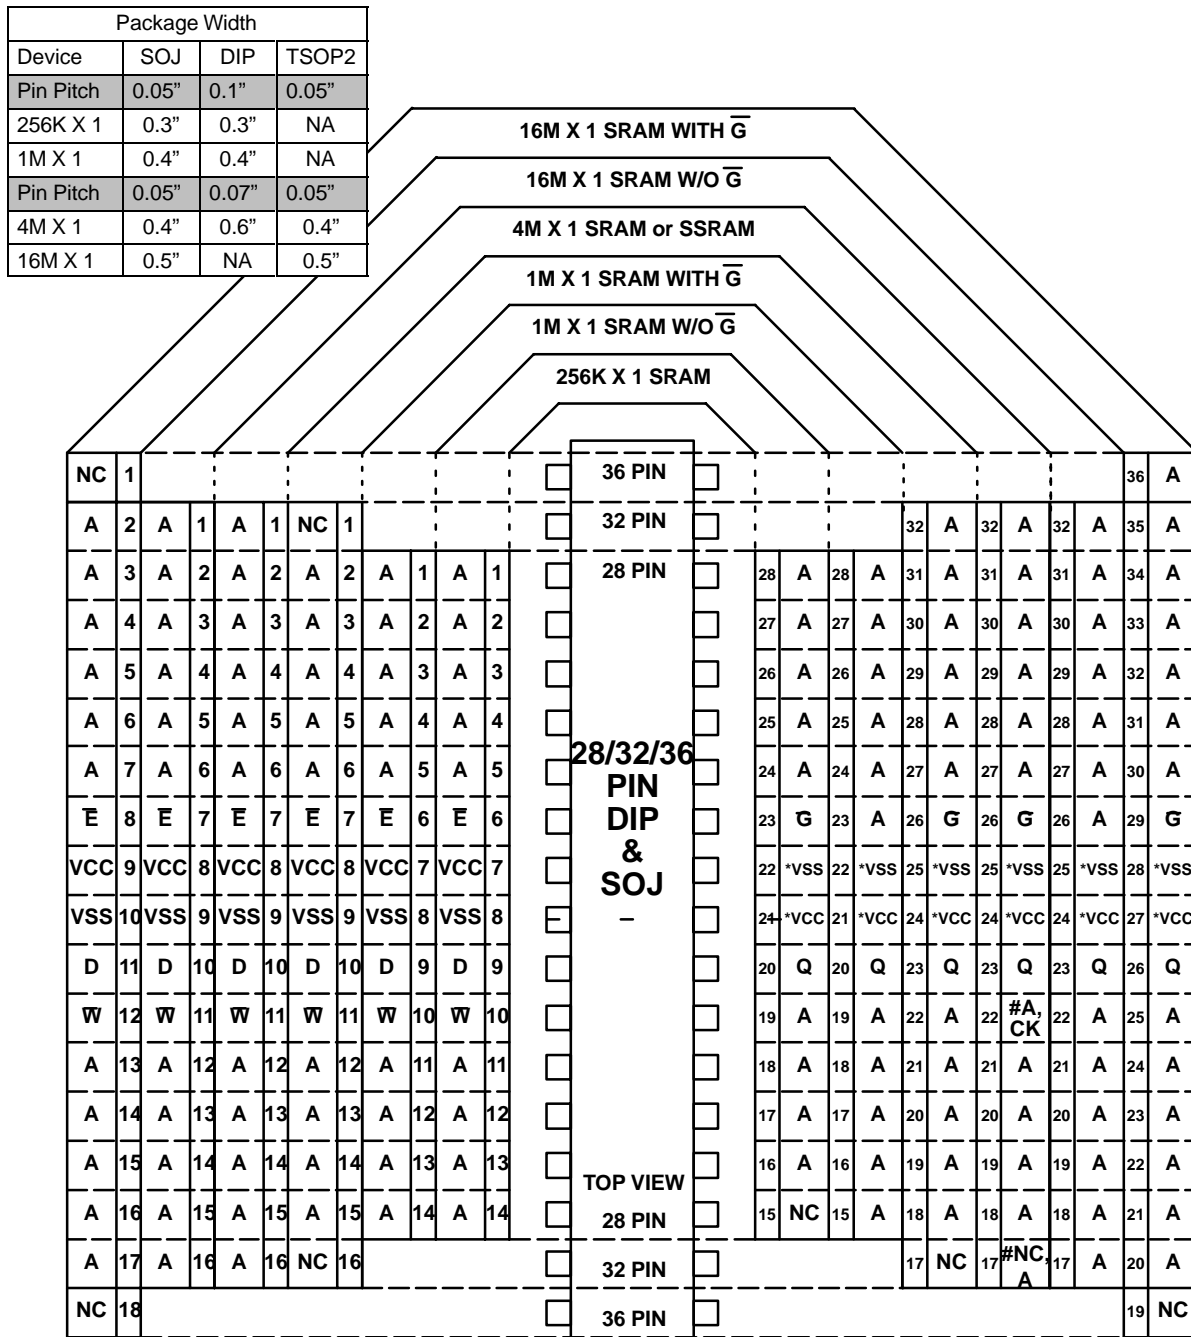 Package Width
Device SOJ DIP TSOP2
Pin Pitch 0.05” 0.1” 0.05”
256K X 1 0.3” 0.3” NA
1M X 1 0.4” 0.4” NA
Pin Pitch 0.05” 0.07” 0.05”
4M X 1 0.4” 0.6” 0.4”
16M X 1 0.5” NA 0.5”
16M X 1 SRAM WITH G̅
16M X 1 SRAM W/O G̅
4M X 1 SRAM or SSRAM
1M X 1 SRAM WITH G̅
1M X 1 SRAM W/O G̅
256K X 1 SRAM
NC 1 36 PIN 36 A
A 2 A 1 A 1 NC 1 32 PIN 32 A 32 A 32 A 35 A
A 3 A 2 A 2 A 2 A 1 A 1 28 PIN 28 A 28 A 31 A 31 A 31 A 34 A
A 4 A 3 A 3 A 3 A 2 A 2 27 A 27 A 30 A 30 A 30 A 33 A
A 5 A 4 A 4 A 4 A 3 A 3 26 A 26 A 29 A 29 A 29 A 32 A
A 6 A 5 A 5 A 5 A 4 A 4 25 A 25 A 28 A 28 A 28 A 31 A
A 7 A 6 A 6 A 6 A 5 A 5 24 A 24 A 27 A 27 A 27 A 30 A
E̅ 8 E̅ 7 E̅ 7 E̅ 7 E̅ 6 E̅ 6 23 G̅ 23 A 26 G̅ 26 G̅ 26 A 29 G̅
VCC 9 VCC 8 VCC 8 VCC 8 VCC 7 VCC 7 22 *VSS 22 *VSS 25 *VSS 25 *VSS 25 *VSS 28 *VSS
VSS 10 VSS 9 VSS 9 VSS 9 VSS 8 VSS 8 21 *VCC 21 *VCC 24 *VCC 24 *VCC 24 *VCC 27 *VCC
D 11 D 10 D 10 D 10 D 9 D 9 20 Q 20 Q 23 Q 23 Q 23 Q 26 Q
W̅ 12 W̅ 11 W̅ 11 W̅ 11 W̅ 10 W̅ 10 19 A 19 A 22 A 22 #A, CK 22 A 25 A
A 13 A 12 A 12 A 12 A 11 A 11 18 A 18 A 21 A 21 A 21 A 24 A
A 14 A 13 A 13 A 13 A 12 A 12 17 A 17 A 20 A 20 A 20 A 23 A
A 15 A 14 A 14 A 14 A 13 A 13 16 A 16 A 19 A 19 A 19 A 22 A
A 16 A 15 A 15 A 15 A 14 A 14 28 PIN 15 NC 15 A 18 A 18 A 18 A 21 A
A 17 A 16 A 16 NC 16 32 PIN 17 NC 17 #NC, A 17 A 20 A
NC 18 36 PIN 19 NC
28/32/36
PIN
DIP
&
SOJ
–
TOP VIEW